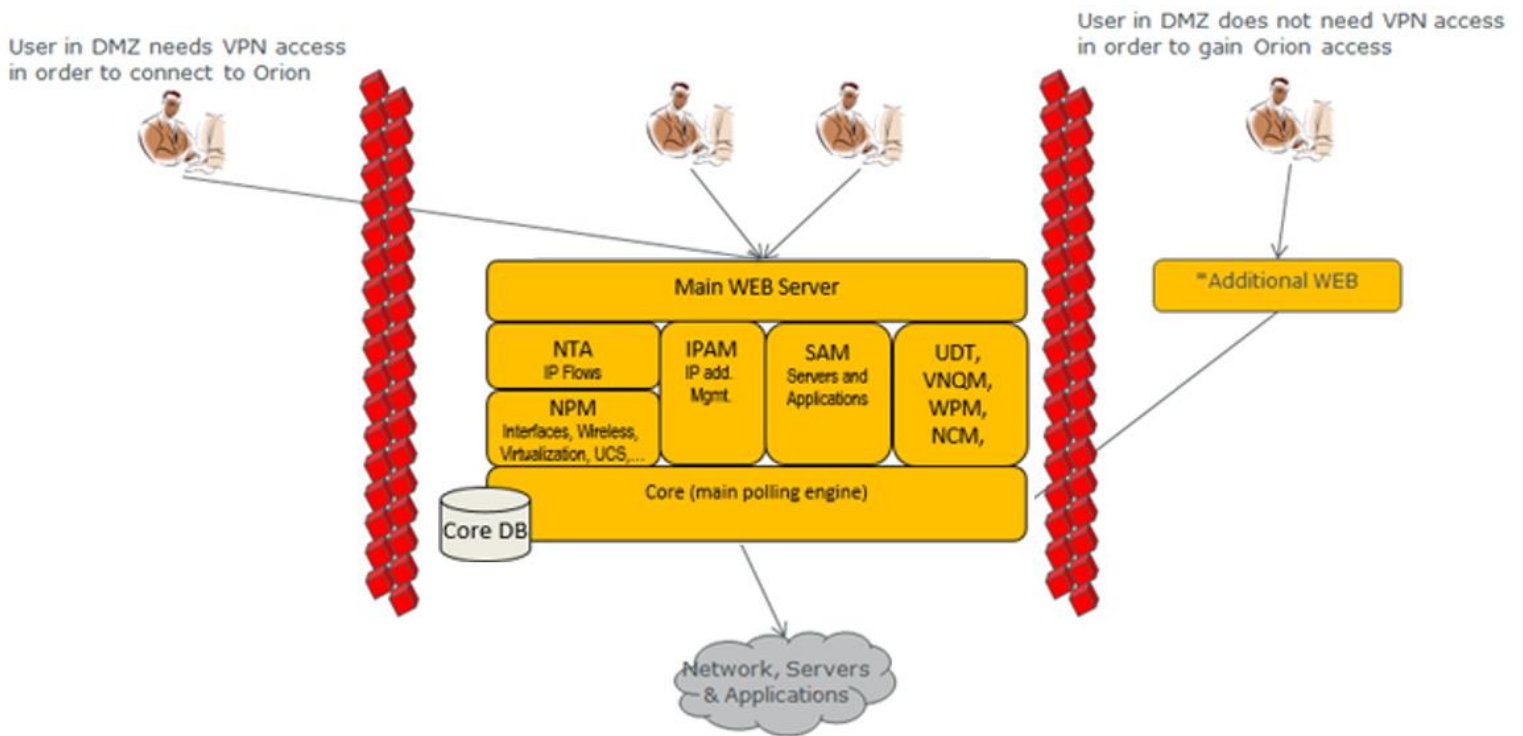 User in DMZ needs VPN access
in order to connect to Orion
User in DMZ does not need VPN access
in order to gain Orion access
Main WEB Server
*Additional WEB
NTA
IP Flows
NPM
Interfaces, Wireless,
Virtualization, UCS,...
IPAM
IP add.
Mgmt.
SAM
Servers and
Applications
UDT,
VNQM,
WPM,
NCM,
Core (main polling engine)
Core DB
Network, Servers
& Applications